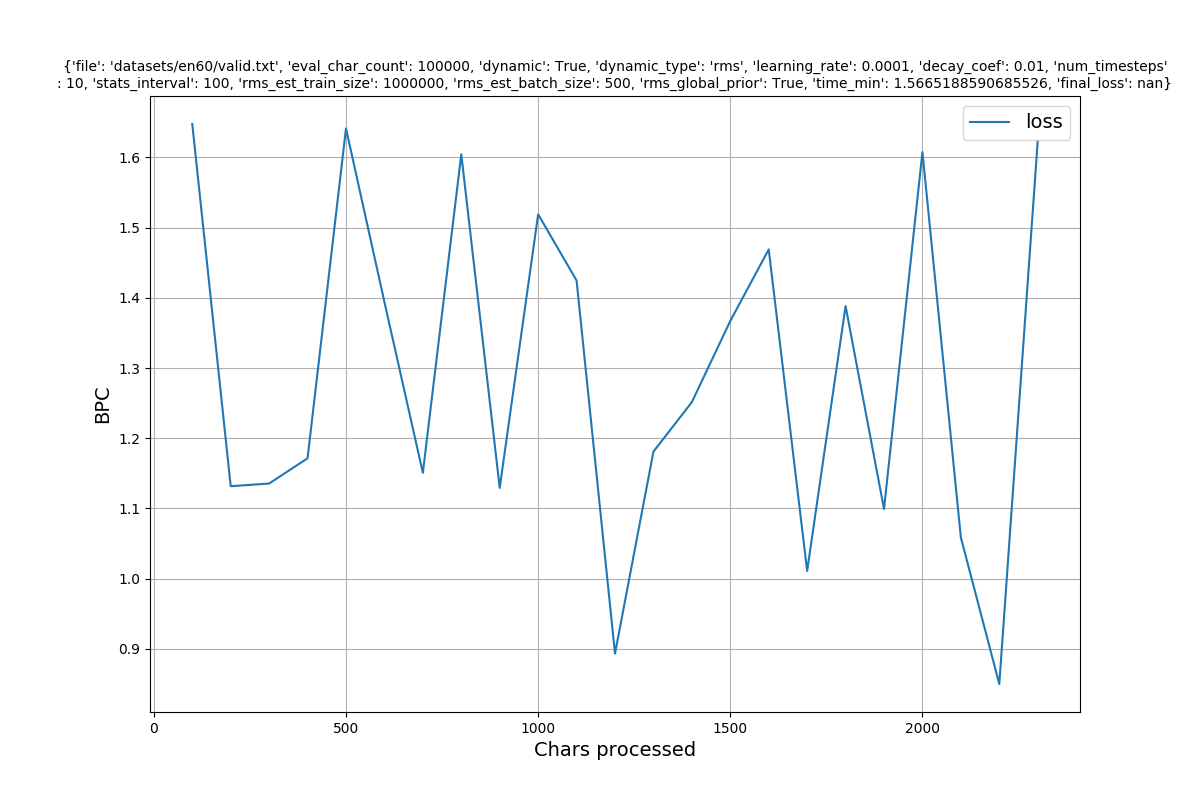 {'file': 'datasets/en60/valid.txt', 'eval_char_count': 100000, 'dynamic': True, 'dynamic_type': 'rms', 'learning_rate': 0.0001, 'decay_coef': 0.01, 'num_timesteps'
: 10, 'stats_interval': 100, 'rms_est_train_size': 1000000, 'rms_est_batch_size': 500, 'rms_global_prior': True, 'time_min': 1.5665188590685526, 'final_loss': nan}
loss
1.6
1.5
1.4
1.3
1.2
1.1
1.0
0.9
BPC
0 500 1000 1500 2000
Chars processed